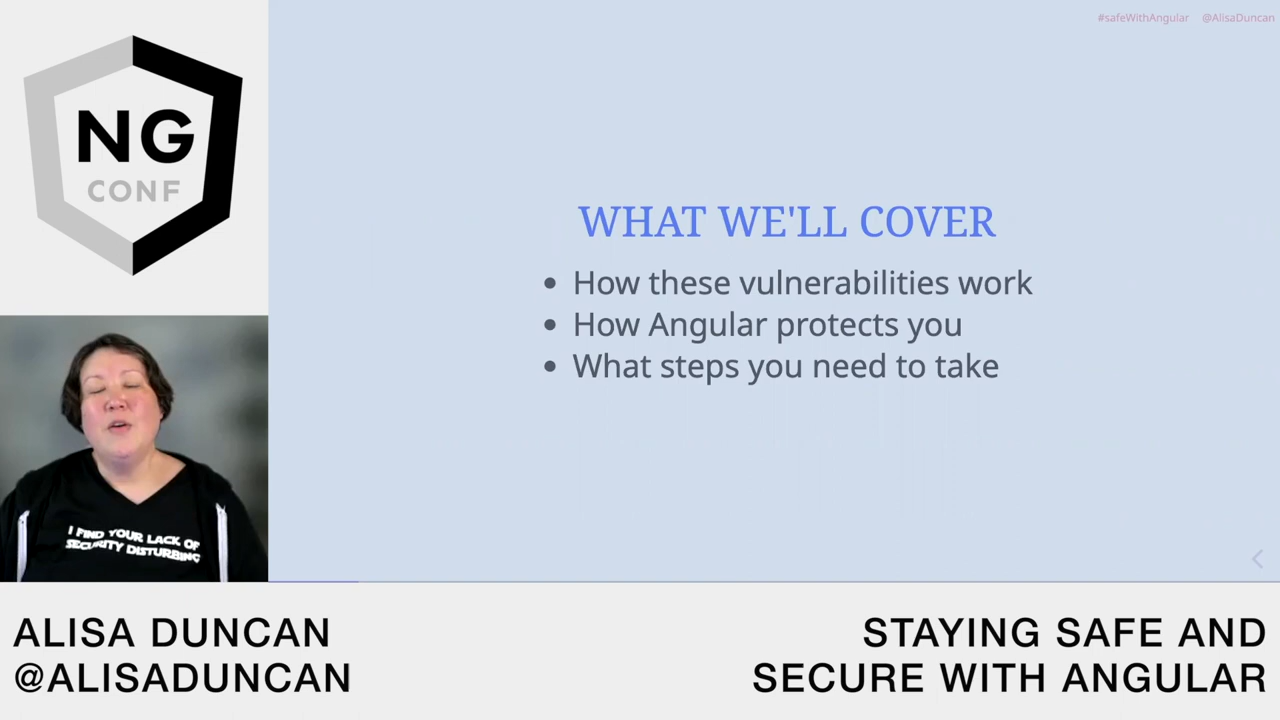 #safeWithAngular @AlisaDuncan
NG
CONF
WHAT WE'LL COVER
• How these vulnerabilities work
• How Angular protects you
• What steps you need to take
I FIND YOUR LACK OF
SECURITY DISTURBING
ALISA DUNCAN
@ALISADUNCAN
STAYING SAFE AND
SECURE WITH ANGULAR